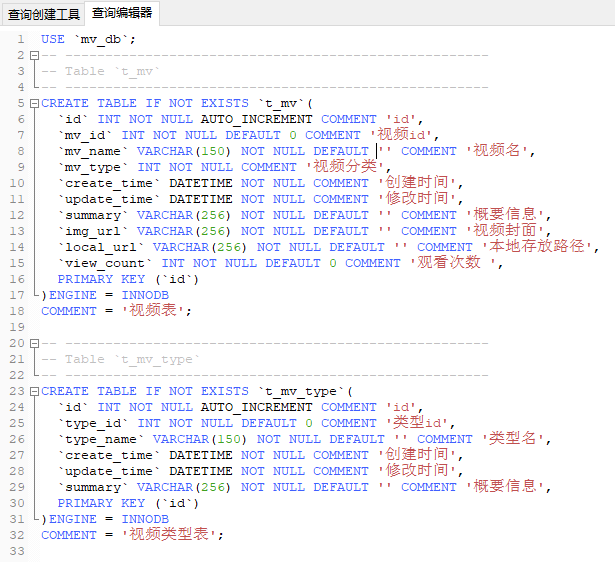 查询创建工具 查询编辑器
1 USE `mv_db`;
2 -- -----------------------------------------------------
3 -- Table `t_mv`
4 -- -----------------------------------------------------
5 CREATE TABLE IF NOT EXISTS `t_mv`(
6 `id` INT NOT NULL AUTO_INCREMENT COMMENT 'id',
7 `mv_id` INT NOT NULL DEFAULT 0 COMMENT '视频id',
8 `mv_name` VARCHAR(150) NOT NULL DEFAULT '' COMMENT '视频名',
9 `mv_type` INT NOT NULL COMMENT '视频分类',
10 `create_time` DATETIME NOT NULL COMMENT '创建时间',
11 `update_time` DATETIME NOT NULL COMMENT '修改时间',
12 `summary` VARCHAR(256) NOT NULL DEFAULT '' COMMENT '概要信息',
13 `img_url` VARCHAR(256) NOT NULL DEFAULT '' COMMENT '视频封面',
14 `local_url` VARCHAR(256) NOT NULL DEFAULT '' COMMENT '本地存放路径',
15 `view_count` INT NOT NULL DEFAULT 0 COMMENT '观看次数 ',
16 PRIMARY KEY (`id`)
17 )ENGINE = INNODB
18 COMMENT = '视频表';
19
20 -- -----------------------------------------------------
21 -- Table `t_mv_type`
22 -- -----------------------------------------------------
23 CREATE TABLE IF NOT EXISTS `t_mv_type`(
24 `id` INT NOT NULL AUTO_INCREMENT COMMENT 'id',
25 `type_id` INT NOT NULL DEFAULT 0 COMMENT '类型id',
26 `type_name` VARCHAR(150) NOT NULL DEFAULT '' COMMENT '类型名',
27 `create_time` DATETIME NOT NULL COMMENT '创建时间',
28 `update_time` DATETIME NOT NULL COMMENT '修改时间',
29 `summary` VARCHAR(256) NOT NULL DEFAULT '' COMMENT '概要信息',
30 PRIMARY KEY (`id`)
31 )ENGINE = INNODB
32 COMMENT = '视频类型表';
33